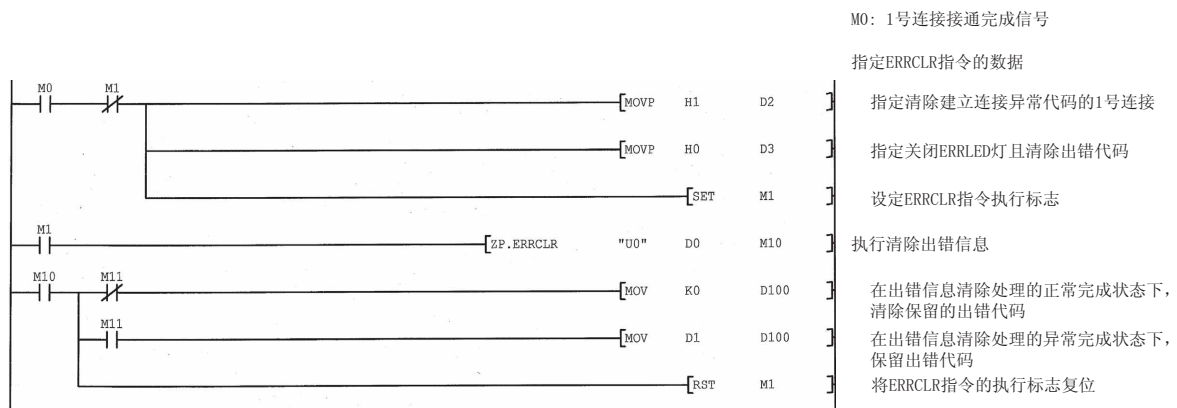 M0: 1号连接接通完成信号
指定ERRCLR指令的数据
M0 M1
MOVP H1 D2 指定清除建立连接异常代码的1号连接
MOVP H0 D3 指定关闭ERRLED灯且清除出错代码
SET M1 设定ERRCLR指令执行标志
M1
ZP.ERRCLR "U0" D0 M10 执行清除出错信息
M10 M11
MOV K0 D100 在出错信息清除处理的正常完成状态下，
清除保留的出错代码
M11
MOV D1 D100 在出错信息清除处理的异常完成状态下，
保留出错代码
RST M1 将ERRCLR指令的执行标志复位